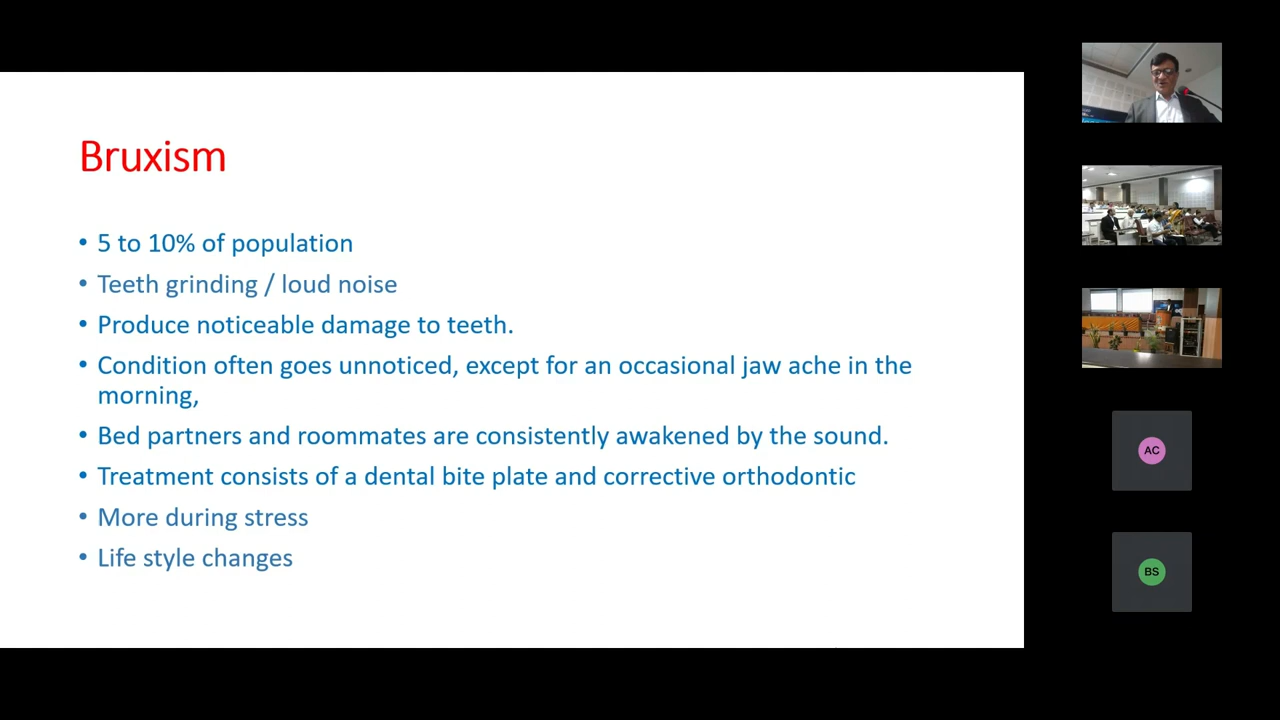 Bruxism
• 5 to 10% of population
• Teeth grinding / loud noise
• Produce noticeable damage to teeth.
• Condition often goes unnoticed, except for an occasional jaw ache in the
morning,
• Bed partners and roommates are consistently awakened by the sound.
• Treatment consists of a dental bite plate and corrective orthodontic
• More during stress
• Life style changes
AC
BS